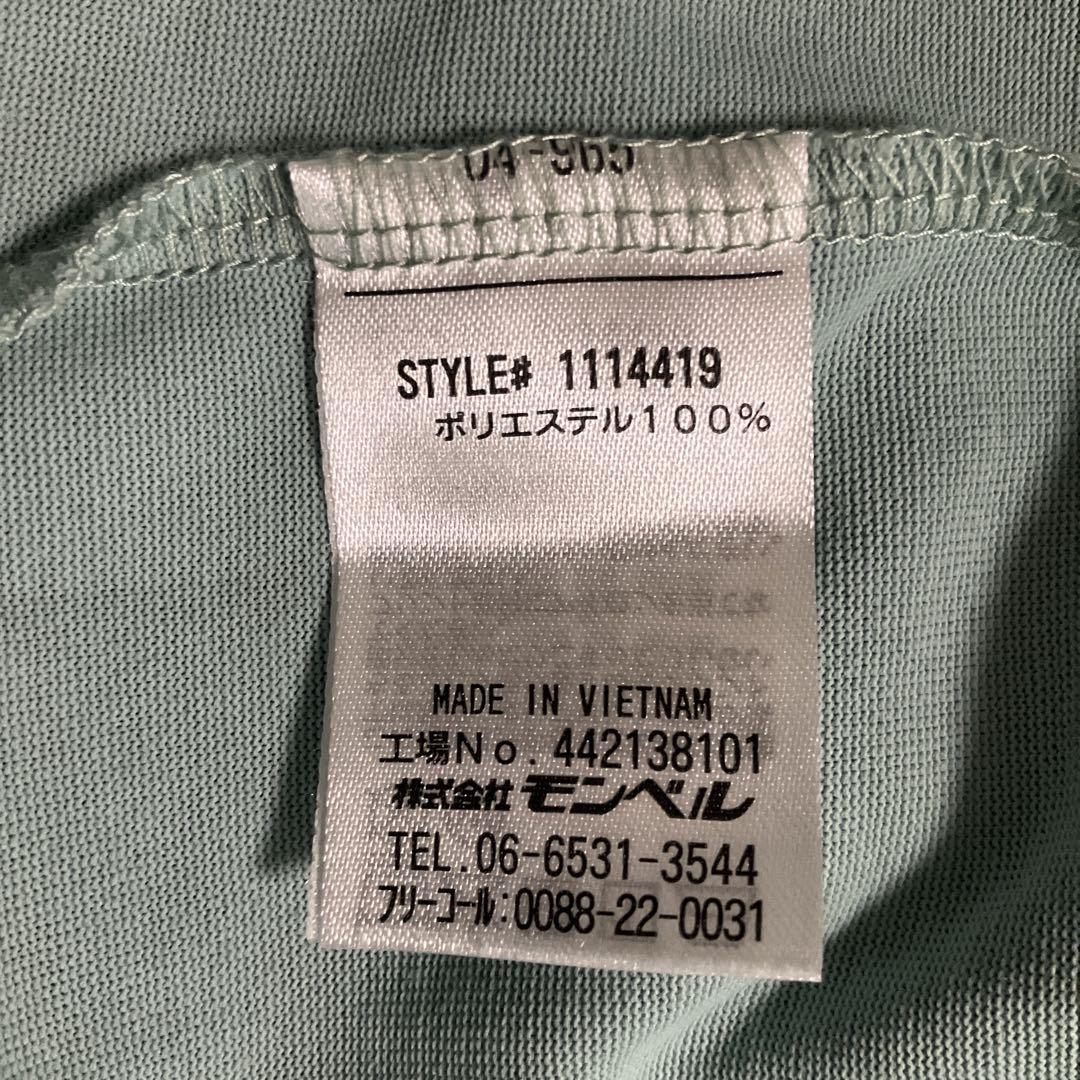 04-965
STYLE# 1114419
ポリエステル100%
MADE IN VIETNAM
工場No. 442138101
株式会社モンベル
TEL.06-6531-3544
フリーコール:0088-22-0031